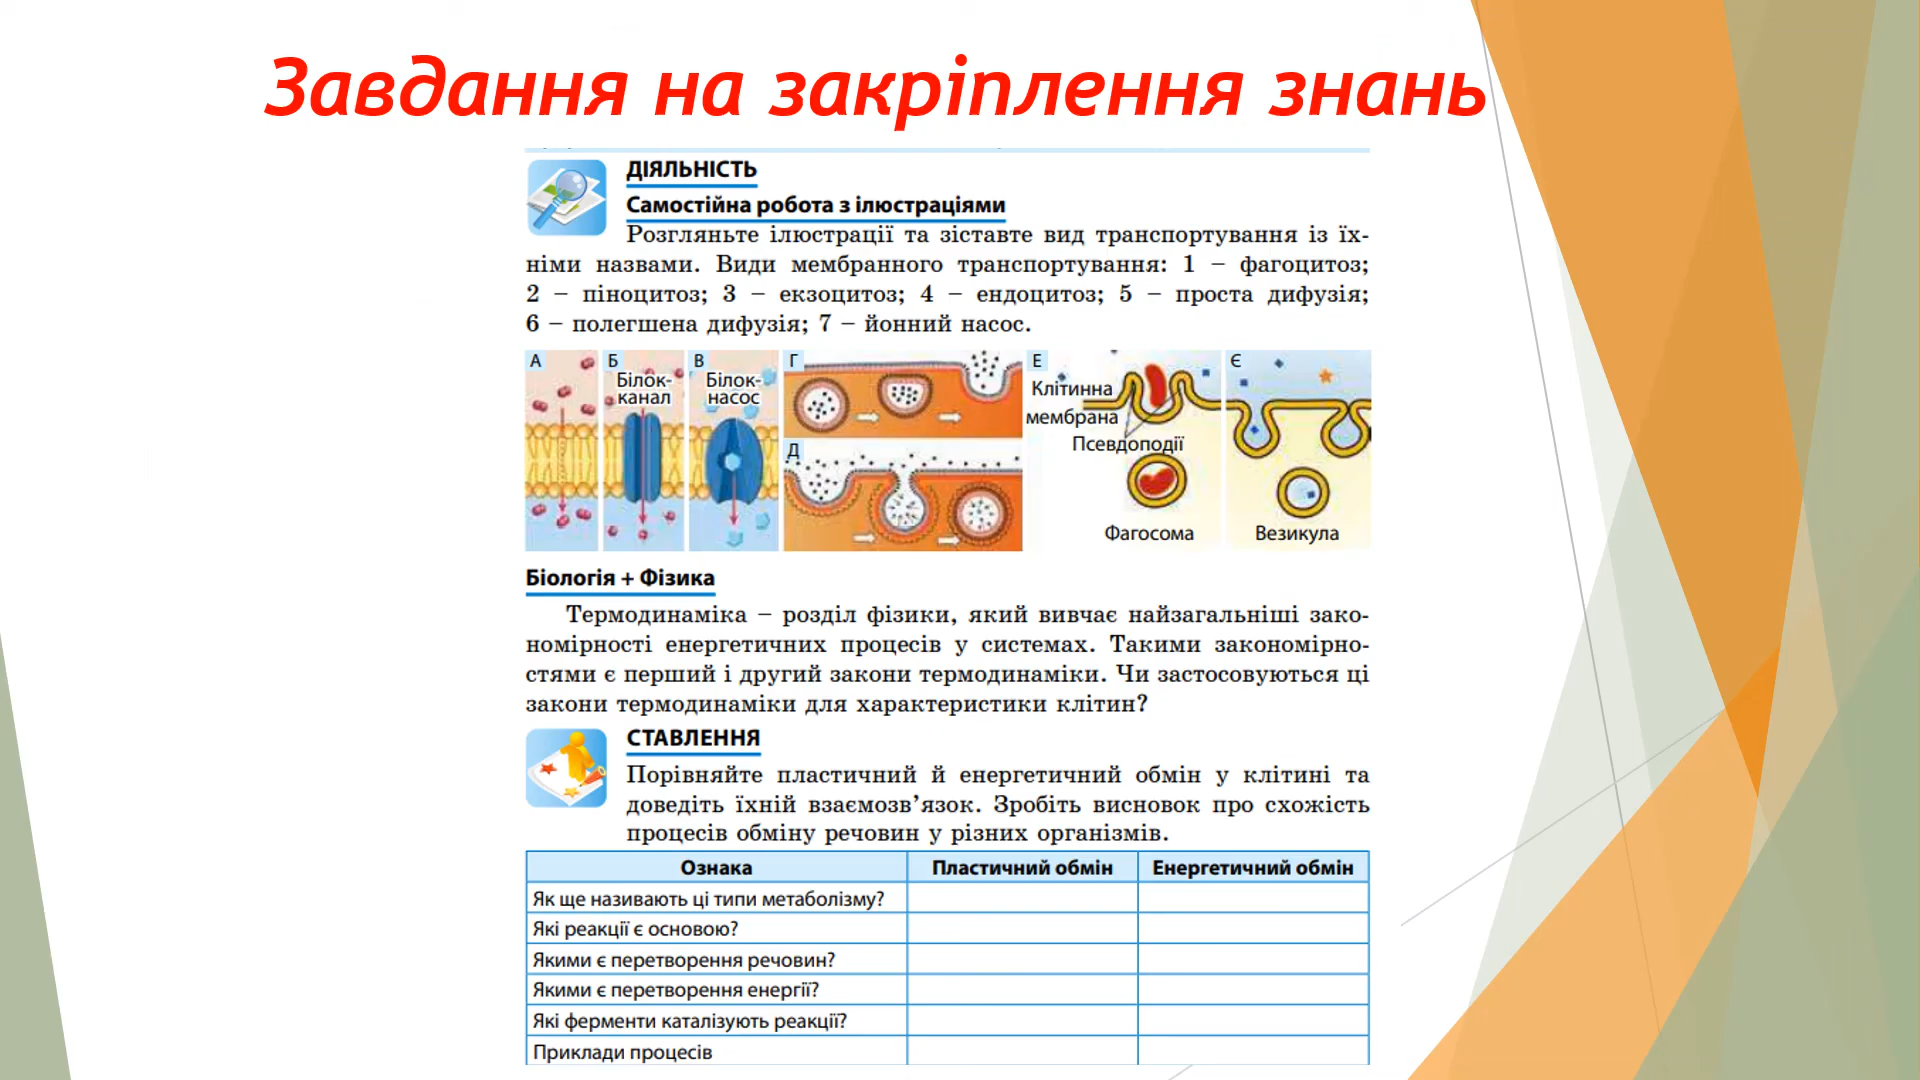 Завдання на закріплення знань
ДІЯЛЬНІСТЬ
Самостійна робота з ілюстраціями
Розгляньте ілюстрації та зіставте вид транспортування із їх-
німи назвами. Види мембранного транспортування: 1 – фагоцитоз;
2 – піноцитоз; 3 – екзоцитоз; 4 – ендоцитоз; 5 – проста дифузія;
6 – полегшена дифузія; 7 – йонний насос.
А
Б
Білок-
канал
В
Білок-
насос
Г
Д
Е
Клітинна
мембрана
Псевдоподії
Фагосома
Є
Везикула
Біологія + Фізика
Термодинаміка – розділ фізики, який вивчає найзагальніші зако-
номірності енергетичних процесів у системах. Такими закономірно-
стями є перший і другий закони термодинаміки. Чи застосовуються ці
закони термодинаміки для характеристики клітин?
СТАВЛЕННЯ
Порівняйте пластичний й енергетичний обмін у клітині та
доведіть їхній взаємозв’язок. Зробіть висновок про схожість
процесів обміну речовин у різних організмів.
Ознака Пластичний обмін Енергетичний обмін
Як ще називають ці типи метаболізму?
Які реакції є основою?
Якими є перетворення речовин?
Якими є перетворення енергії?
Які ферменти каталізують реакції?
Приклади процесів